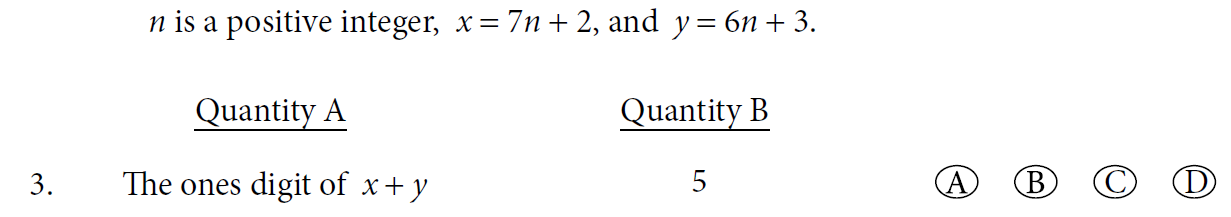 n is a positive integer, x = 7n + 2, and y = 6n + 3.
Quantity A Quantity B
3. The ones digit of x + y 5 A B C D